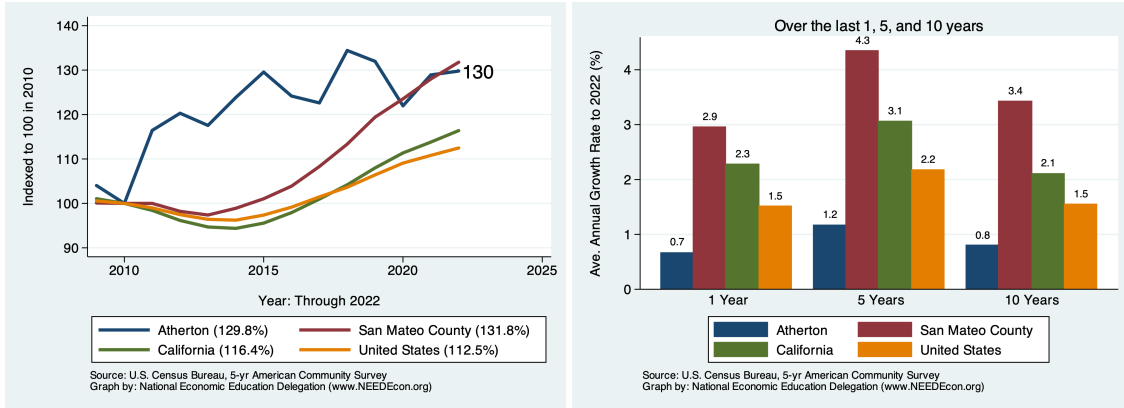 Indexed to 100 in 2010
140
130
120
110
100
90
130
2010
2015
2020
2025
Year: Through 2022
Atherton (129.8%)
San Mateo County (131.8%)
California (116.4%)
United States (112.5%)
Source: U.S. Census Bureau, 5-yr American Community Survey
Graph by: National Economic Education Delegation (www.NEEDEcon.org)
Over the last 1, 5, and 10 years
Ave. Annual Growth Rate to 2022 (%)
4
3
2
1
0
0.7
2.9
2.3
1.5
1.2
4.3
3.1
2.2
0.8
3.4
2.1
1.5
1 Year
5 Years
10 Years
Atherton
San Mateo County
California
United States
Source: U.S. Census Bureau, 5-yr American Community Survey
Graph by: National Economic Education Delegation (www.NEEDEcon.org)